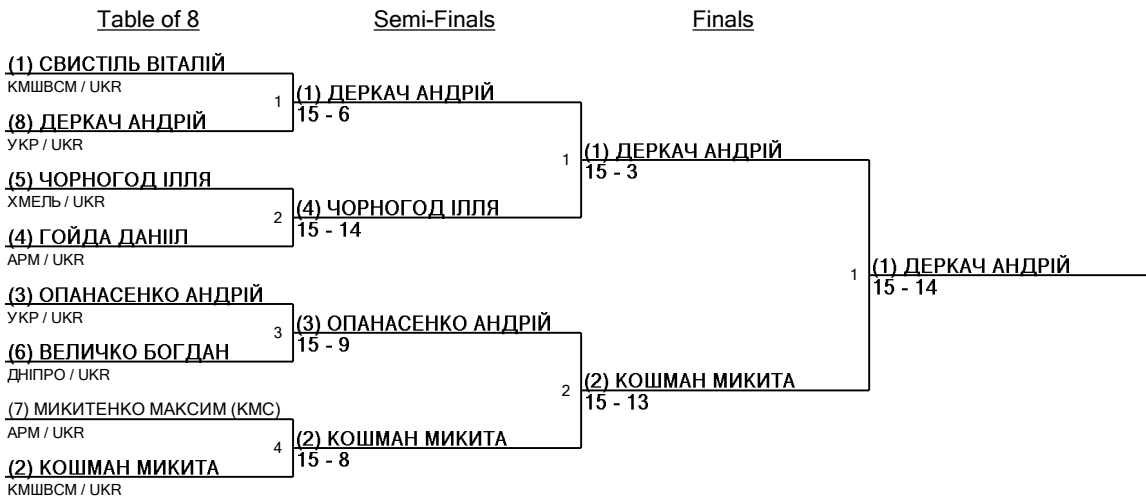 Table of 8
Semi-Finals
Finals
(1) СВИСТІЛЬ ВІТАЛІЙ
КМШВСМ / UKR
1
(8) ДЕРКАЧ АНДРІЙ
УКР / UKR
(1) ДЕРКАЧ АНДРІЙ
15 - 6
(5) ЧОРНОГОД ІЛЛЯ
ХМЕЛЬ / UKR
2
(4) ГОЙДА ДАНІІЛ
АРМ / UKR
(4) ЧОРНОГОД ІЛЛЯ
15 - 14
1
(1) ДЕРКАЧ АНДРІЙ
15 - 3
(3) ОПАНАСЕНКО АНДРІЙ
УКР / UKR
3
(6) ВЕЛИЧКО БОГДАН
ДНІПРО / UKR
(3) ОПАНАСЕНКО АНДРІЙ
15 - 9
(7) МИКИТЕНКО МАКСИМ (КМС)
АРМ / UKR
4
(2) КОШМАН МИКИТА
КМШВСМ / UKR
(2) КОШМАН МИКИТА
15 - 8
2
(2) КОШМАН МИКИТА
15 - 13
1
(1) ДЕРКАЧ АНДРІЙ
15 - 14